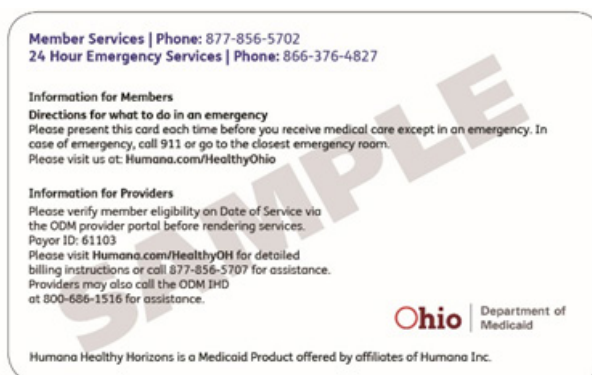 Member Services | Phone: 877-856-5702
24 Hour Emergency Services | Phone: 866-376-4827
Information for Members
Directions for what to do in an emergency
Please present this card each time before you receive medical care except in an emergency. In
case of emergency, call 911 or go to the closest emergency room.
Please visit us at: Humana.com/HealthyOhio
Information for Providers
Please verify member eligibility on Date of Service via
the ODM provider portal before rendering services.
Payor ID: 61103
Please visit Humana.com/HealthyOH for detailed
billing instructions or call 877-856-5707 for assistance.
Providers may also call the ODM IHD
at 800-686-1516 for assistance.
SAMPLE
Ohio | Department of
Medicaid
Humana Healthy Horizons is a Medicaid Product offered by affiliates of Humana Inc.